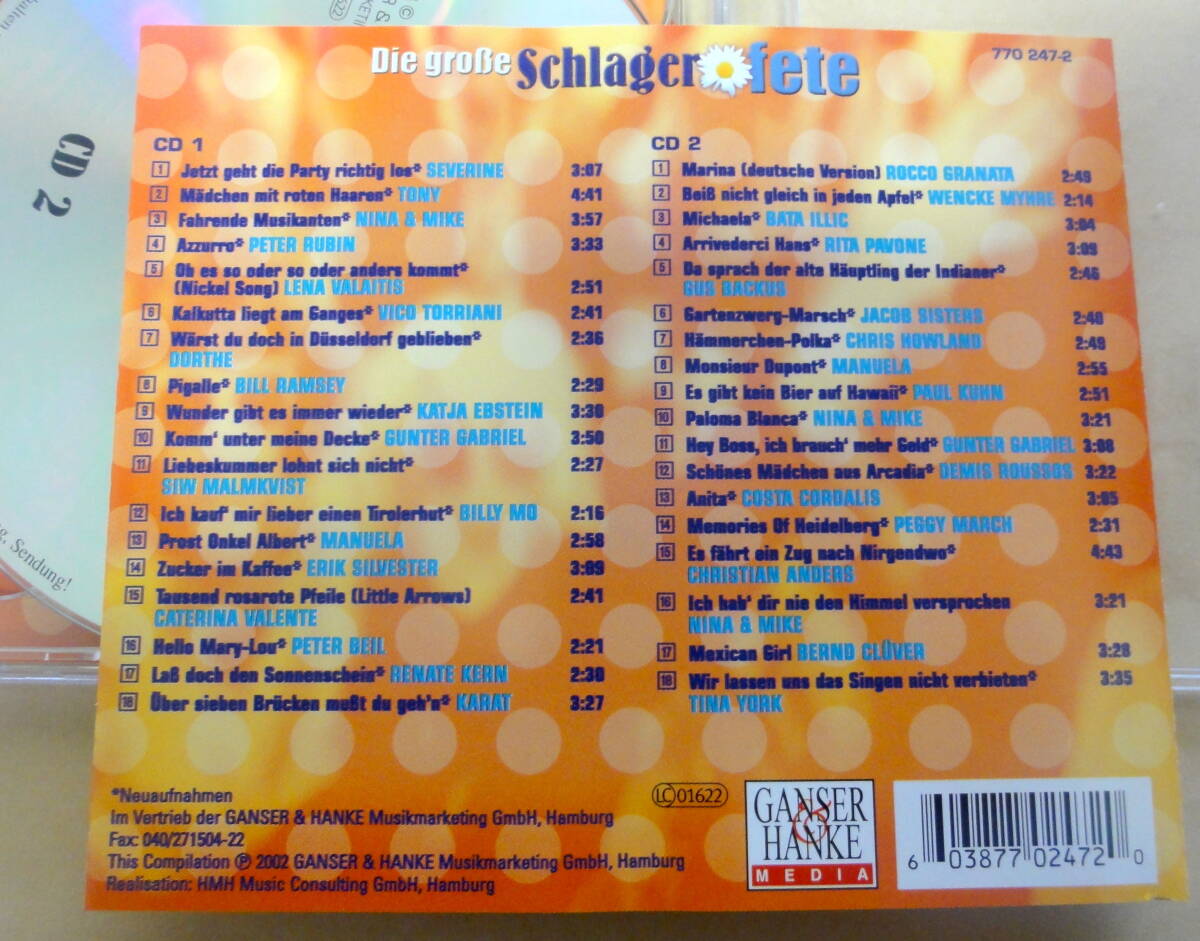 Die große Schlager fete
770 247-2
CD 1
1 Jetzt geht die Party richtig los* SEVERINE 3:07
2 Mädchen mit roten Haaren* TONY 4:41
3 Fahrende Musikanten* NINA & MIKE 3:57
4 Azzurro* PETER RUBIN 3:33
5 Oh es so oder so oder anders kommt*
(Nickel Song) LENA VALAITIS 2:51
6 Kalkutta liegt am Ganges* VICO TORRIANI 2:41
7 Wärst du doch in Düsseldorf geblieben* 2:36
DORTHE
8 Pigalle* BILL RAMSEY 2:29
9 Wunder gibt es immer wieder* KATJA EBSTEIN 3:30
10 Komm' unter meine Decke* GUNTER GABRIEL 3:50
11 Liebeskummer lohnt sich nicht* 2:27
SIW MALMKVIST
12 Ich kauf' mir lieber einen Tirolerhut* BILLY MO 2:16
13 Prost Onkel Albert* MANUELA 2:58
14 Zucker im Kaffee* ERIK SILVESTER 3:09
15 Tausend rosarote Pfeile (Little Arrows) 2:41
CATERINA VALENTE
16 Hello Mary-Lou* PETER BEIL 2:21
17 Laß doch den Sonnenschein* RENATE KERN 2:30
18 Über sieben Brücken mußt du geh'n* KARAT 3:27
CD 2
1 Marina (deutsche Version) ROCCO GRANATA 2:49
2 Beiß nicht gleich in jeden Apfel* WENCKE MYHRE 2:14
3 Michaela* BATA ILLIC 3:04
4 Arrivederci Hans* RITA PAVONE 3:09
5 Da sprach der alte Häuptling der Indianer* 2:46
GUS BACKUS
6 Gartenzwerg-Marsch* JACOB SISTERS 2:40
7 Hämmerchen-Polka* CHRIS HOWLAND 2:49
8 Monsieur Dupont* MANUELA 2:55
9 Es gibt kein Bier auf Hawaii* PAUL KUHN 2:51
10 Paloma Blanca* NINA & MIKE 3:21
11 Hey Boss, ich brauch' mehr Geld* GUNTER GABRIEL 3:08
12 Schönes Mädchen aus Arcadia* DEMIS ROUSSOS 3:22
13 Anita* COSTA CORDALIS 3:05
14 Memories Of Heidelberg* PEGGY MARCH 2:31
15 Es fährt ein Zug nach Nirgendwo* 4:43
CHRISTIAN ANDERS
16 Ich hab' dir nie den Himmel versprochen 3:21
NINA & MIKE
17 Mexican Girl BERND CLÜVER 3:28
18 Wir lassen uns das Singen nicht verbieten* 3:35
TINA YORK
*Neuaufnahmen
Im Vertrieb der GANSER & HANKE Musikmarketing GmbH, Hamburg
Fax: 040/271504-22
This Compilation ℗ 2002 GANSER & HANKE Musikmarketing GmbH, Hamburg
Realisation: HMH Music Consulting GmbH, Hamburg
LC 01622
GANSER
&
HANKE
MEDIA
6 03877 02472 0
CD 2
Sendung!